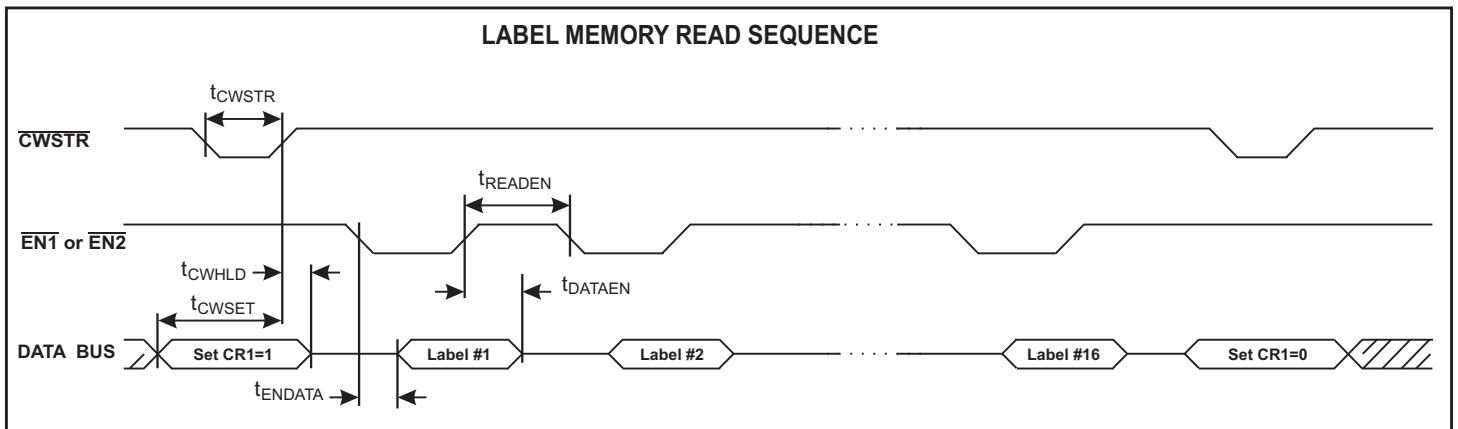 LABEL MEMORY READ SEQUENCE
tCWSTR
CWSTR
tREADEN
EN1 or EN2
tCWHLD
tDATAEN
tCWSET
DATA BUS Set CR1=1 Label #1 Label #2 Label #16 Set CR1=0
tENDATA